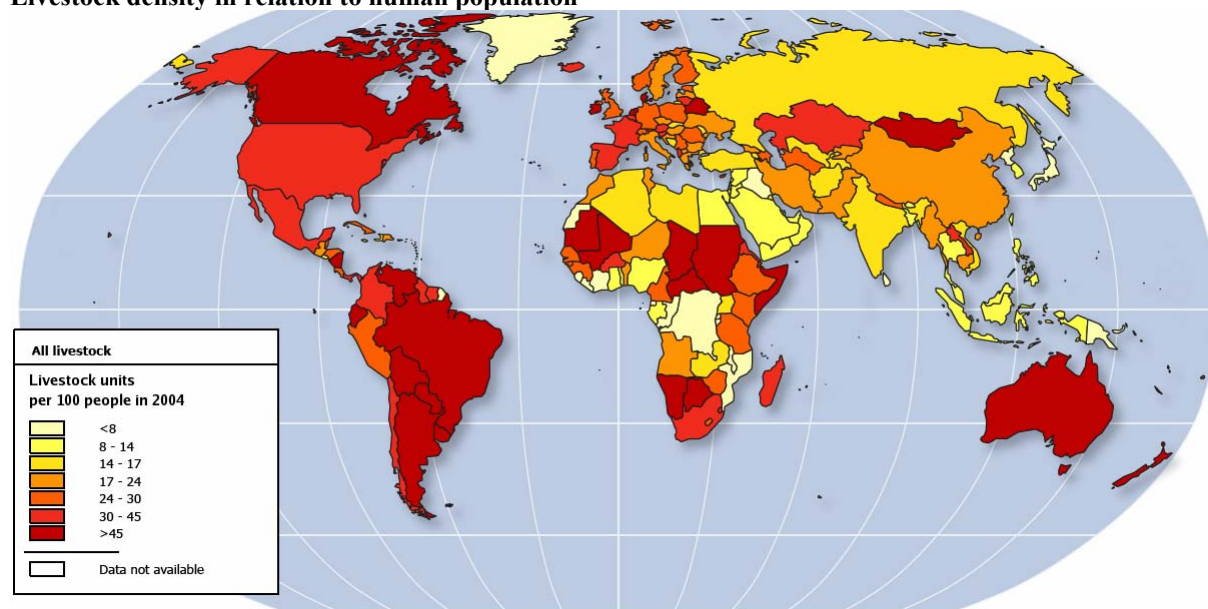 Livestock density in relation to human population
All livestock
Livestock units
per 100 people in 2004
<8
8 - 14
14 - 17
17 - 24
24 - 30
30 - 45
>45
Data not available